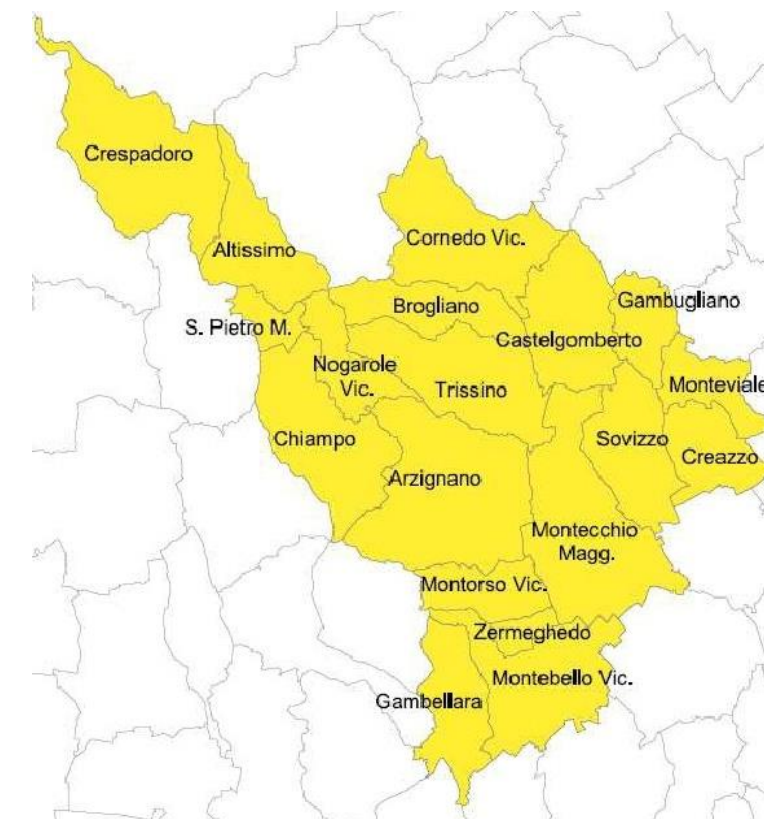 Crespadoro
Altissimo
Cornedo Vic.
Brogliano
Gambugliano
S. Pietro M.
Castelgomberto
Nogarole
Vic.
Trissino
Monteviale
Chiampo
Sovizzo
Creazzo
Arzignano
Montecchio
Magg.
Montorso Vic.
Zermeghedo
Montebello Vic.
Gambellara